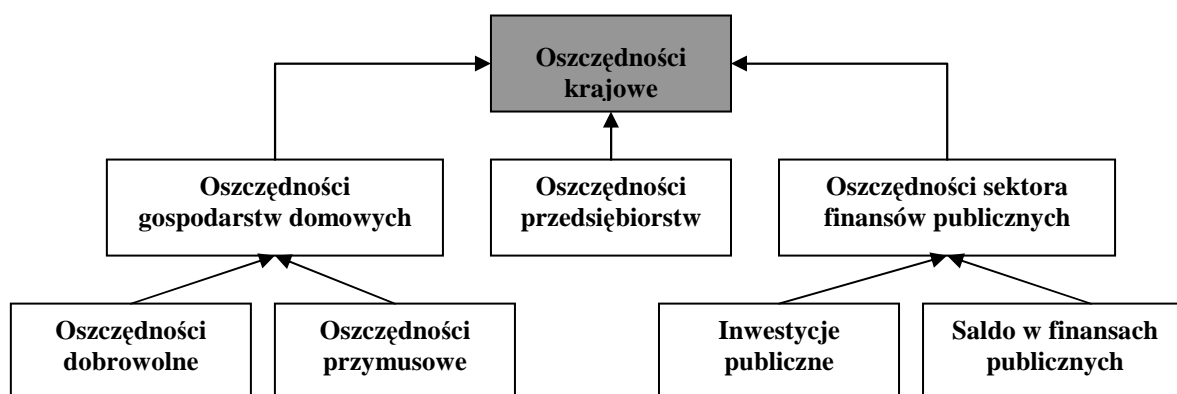 Oszczędności
krajowe
Oszczędności
gospodarstw domowych
Oszczędności
przedsiębiorstw
Oszczędności sektora
finansów publicznych
Oszczędności
dobrowolne
Oszczędności
przymusowe
Inwestycje
publiczne
Saldo w finansach
publicznych